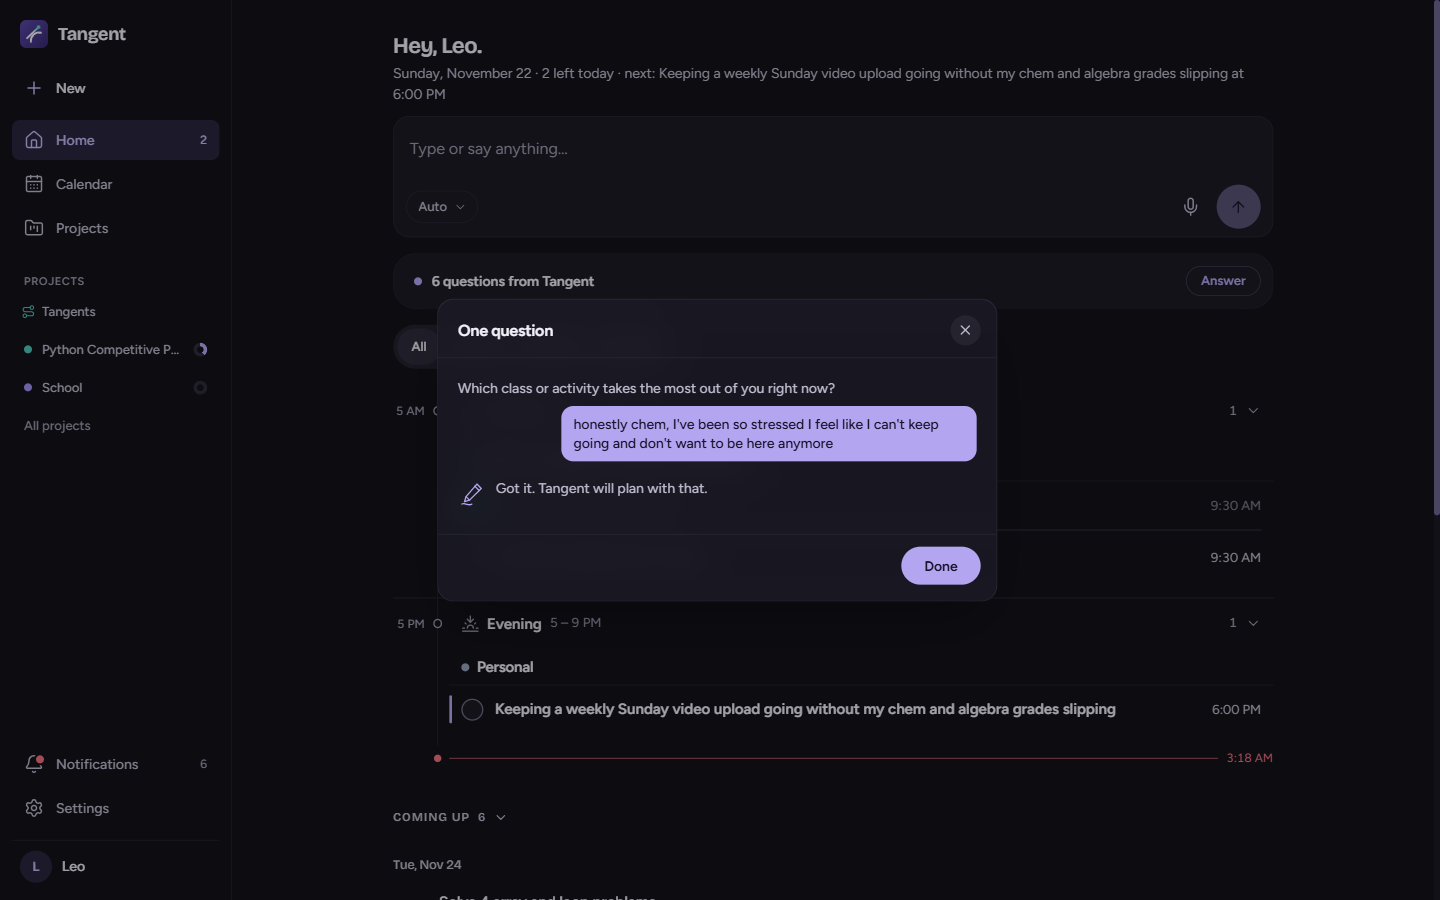 Tangent
New
Home 2
Calendar
Projects
PROJECTS
Tangents
Python Competitive P...
School
All projects
Notifications 6
Settings
L Leo
Hey, Leo.
Sunday, November 22 · 2 left today · next: Keeping a weekly Sunday video upload going without my chem and algebra grades slipping at
6:00 PM
Type or say anything...
Auto
6 questions from Tangent Answer
All
One question
Which class or activity takes the most out of you right now?
honestly chem, I've been so stressed I feel like I can't keep
going and don't want to be here anymore
Got it. Tangent will plan with that.
Done
5 AM 1
9:30 AM
9:30 AM
5 PM Evening 5 – 9 PM 1
Personal
Keeping a weekly Sunday video upload going without my chem and algebra grades slipping 6:00 PM
3:18 AM
COMING UP 6
Tue, Nov 24